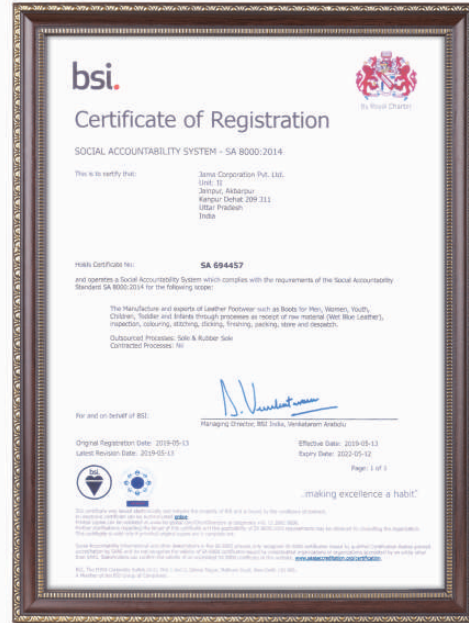 bsi.
By Royal Charter
Certificate of Registration
SOCIAL ACCOUNTABILITY SYSTEM - SA 8000:2014
This is to certify that:
Jama Corporation Pvt. Ltd.
Unit: II
Jainpur, Akbarpur
Kanpur Dehat 209 311
Uttar Pradesh
India
Holds Certificate No:
SA 694457
and operates a Social Accountability System which complies with the requirements of the Social Accountability
Standard SA 8000:2014 for the following scope:
The Manufacture and exports of Leather Footwear such as Boots for Men, Women, Youth,
Children, Toddler and Infants through processes as receipt of raw material (Wet Blue Leather),
inspection, colouring, stitching, clicking, finishing, packing, store and despatch.
Outsourced Processes: Sole & Rubber Sole
Contracted Processes: Nil
For and on behalf of BSI:
Managing Director, BSI India, Venkataram Arabolu
Original Registration Date: 2019-05-13
Effective Date: 2019-05-13
Latest Revision Date: 2019-05-13
Expiry Date: 2022-05-12
Page: 1 of 1
bsi
...making excellence a habit.™